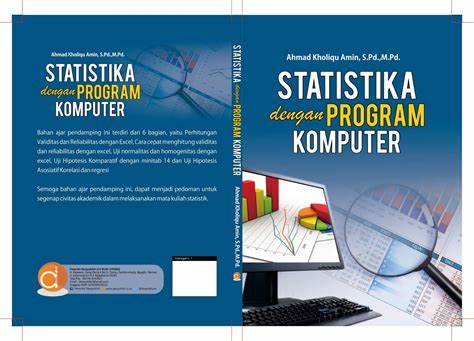 Ahmad Kholiqu Amin, S.Pd.,M.Pd.
STATISTIKA
dengan PROGRAM
KOMPUTER
Bahan ajar pendamping ini terdiri dari 6 bagian, yaitu Perhitungan
Validitas dan Reliabilitas dengan Excel, Cara cepat menghitung validitas
dan reliabilitas dengan excel, Uji normalitas dan homogenitas dengan
excel, Uji Hipotesis Komparatif dengan minitab 14 dan Uji Hipotesis
Asosiatif Korelasi dan regresi
Semoga bahan ajar pendamping ini, dapat menjadi pedoman untuk
segenap civitas akademik dalam melaksanakan mata kuliah statistik.
STATISTIKA dengan PROGRAM KOMPUTER
Ahmad Kholiqu Amin, S.Pd.,M.Pd.
Ahmad Kholiqu Amin, S.Pd.,M.Pd.
STATISTIKA
dengan PROGRAM
KOMPUTER